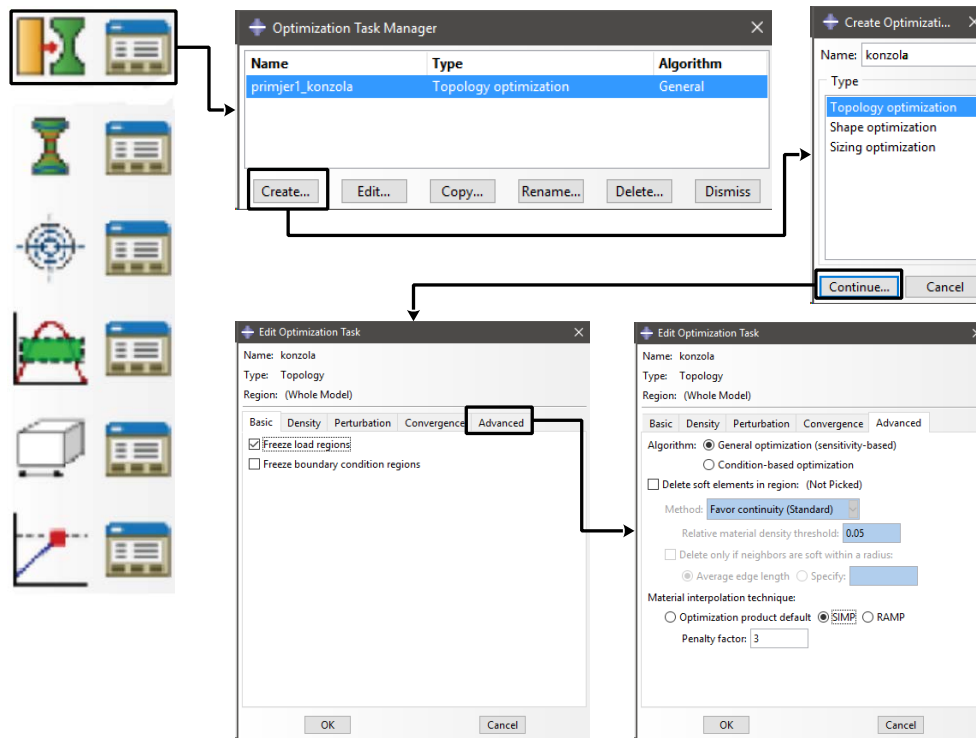 Optimization Task Manager
Name Type Algorithm
primjer1_konzola Topology optimization General
Create... Edit... Copy... Rename... Delete... Dismiss
Create Optimizati...
Name: konzola
Type
Topology optimization
Shape optimization
Sizing optimization
Continue... Cancel
Edit Optimization Task
Name: konzola
Type: Topology
Region: (Whole Model)
Basic Density Perturbation Convergence Advanced
Freeze load regions
Freeze boundary condition regions
OK Cancel
Edit Optimization Task
Name: konzola
Type: Topology
Region: (Whole Model)
Basic Density Perturbation Convergence Advanced
Algorithm: General optimization (sensitivity-based)
Condition-based optimization
Delete soft elements in region: (Not Picked)
Method: Favor continuity (Standard)
Relative material density threshold: 0.05
Delete only if neighbors are soft within a radius:
Average edge length Specify:
Material interpolation technique:
Optimization product default SIMP RAMP
Penalty factor: 3
OK Cancel